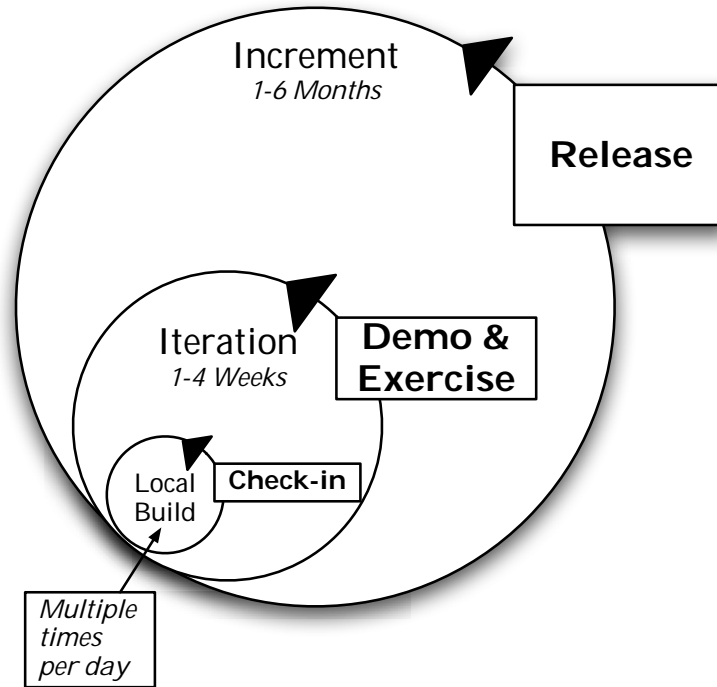 Increment
1-6 Months
Release
Iteration
1-4 Weeks
Demo &
Exercise
Local
Build
Check-in
Multiple
times
per day